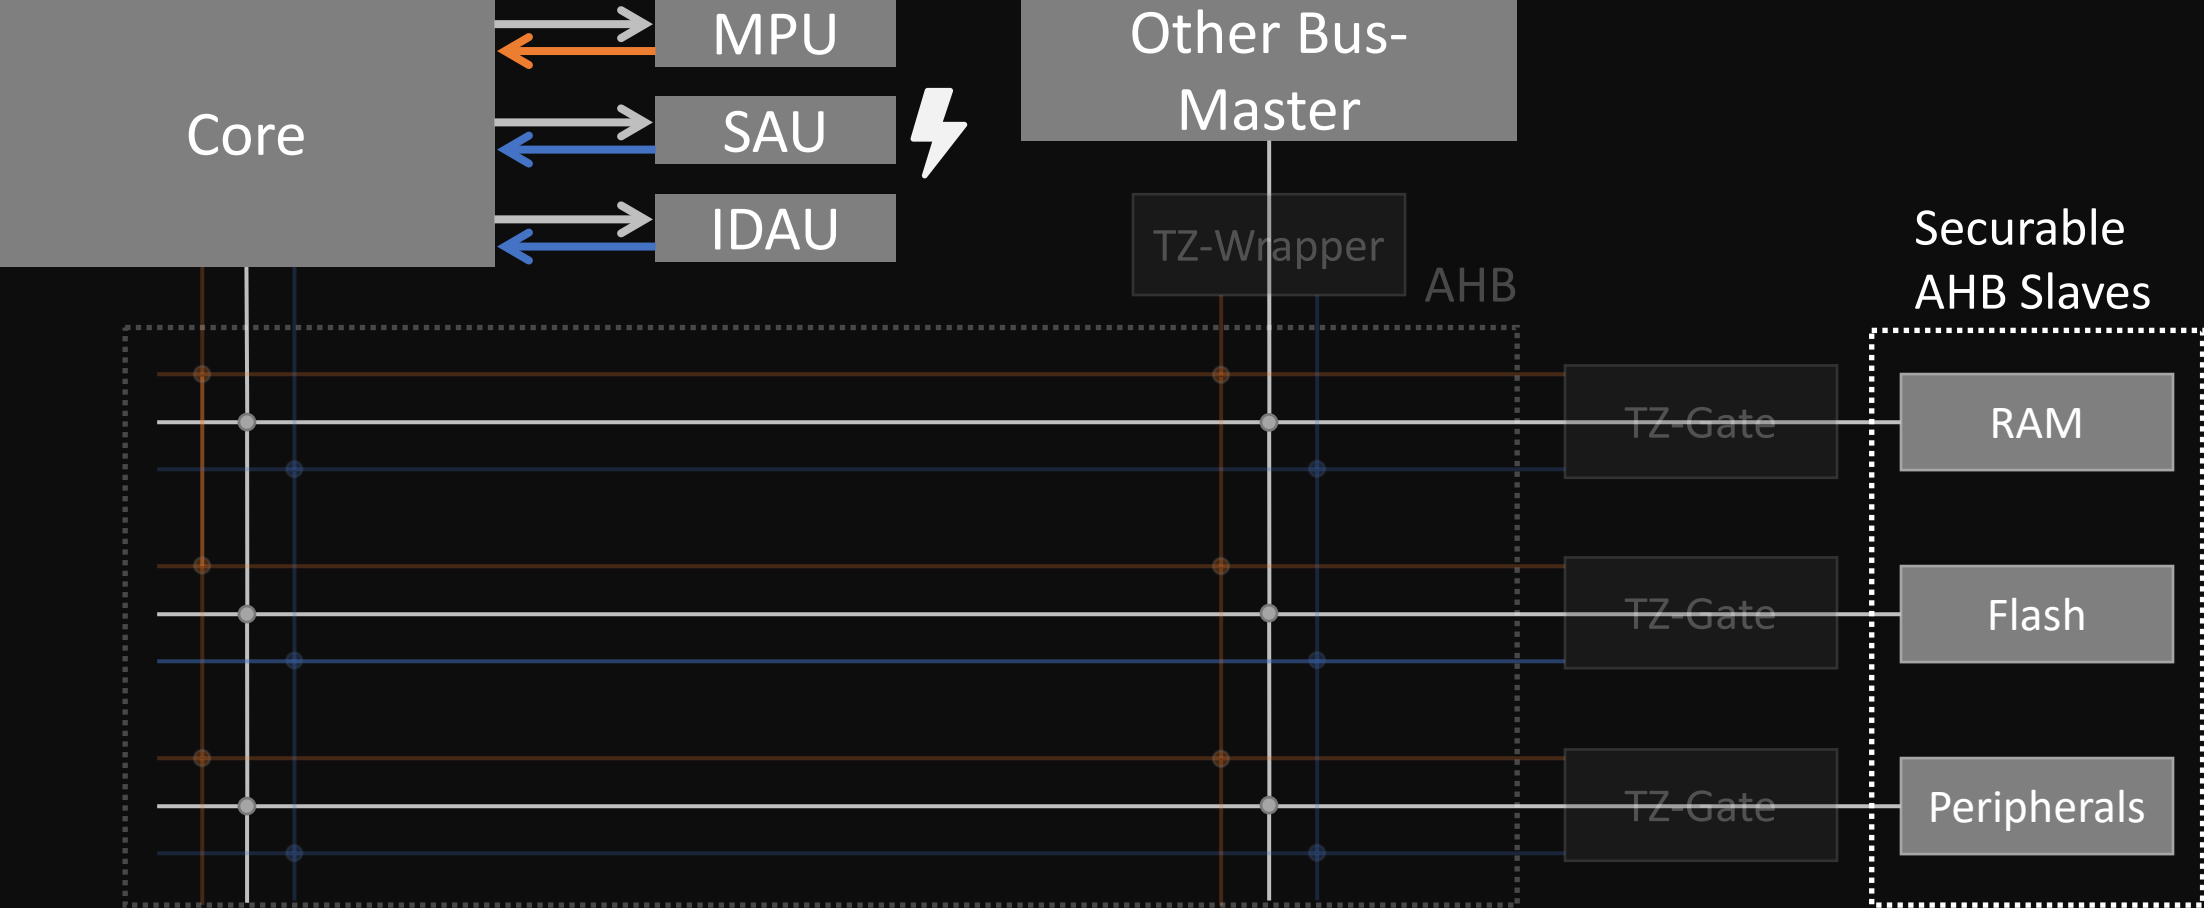 MPU
Other Bus-
Master
Core
SAU
IDAU
TZ-Wrapper
AHB
Securable
AHB Slaves
TZ-Gate
RAM
TZ-Gate
Flash
TZ-Gate
Peripherals